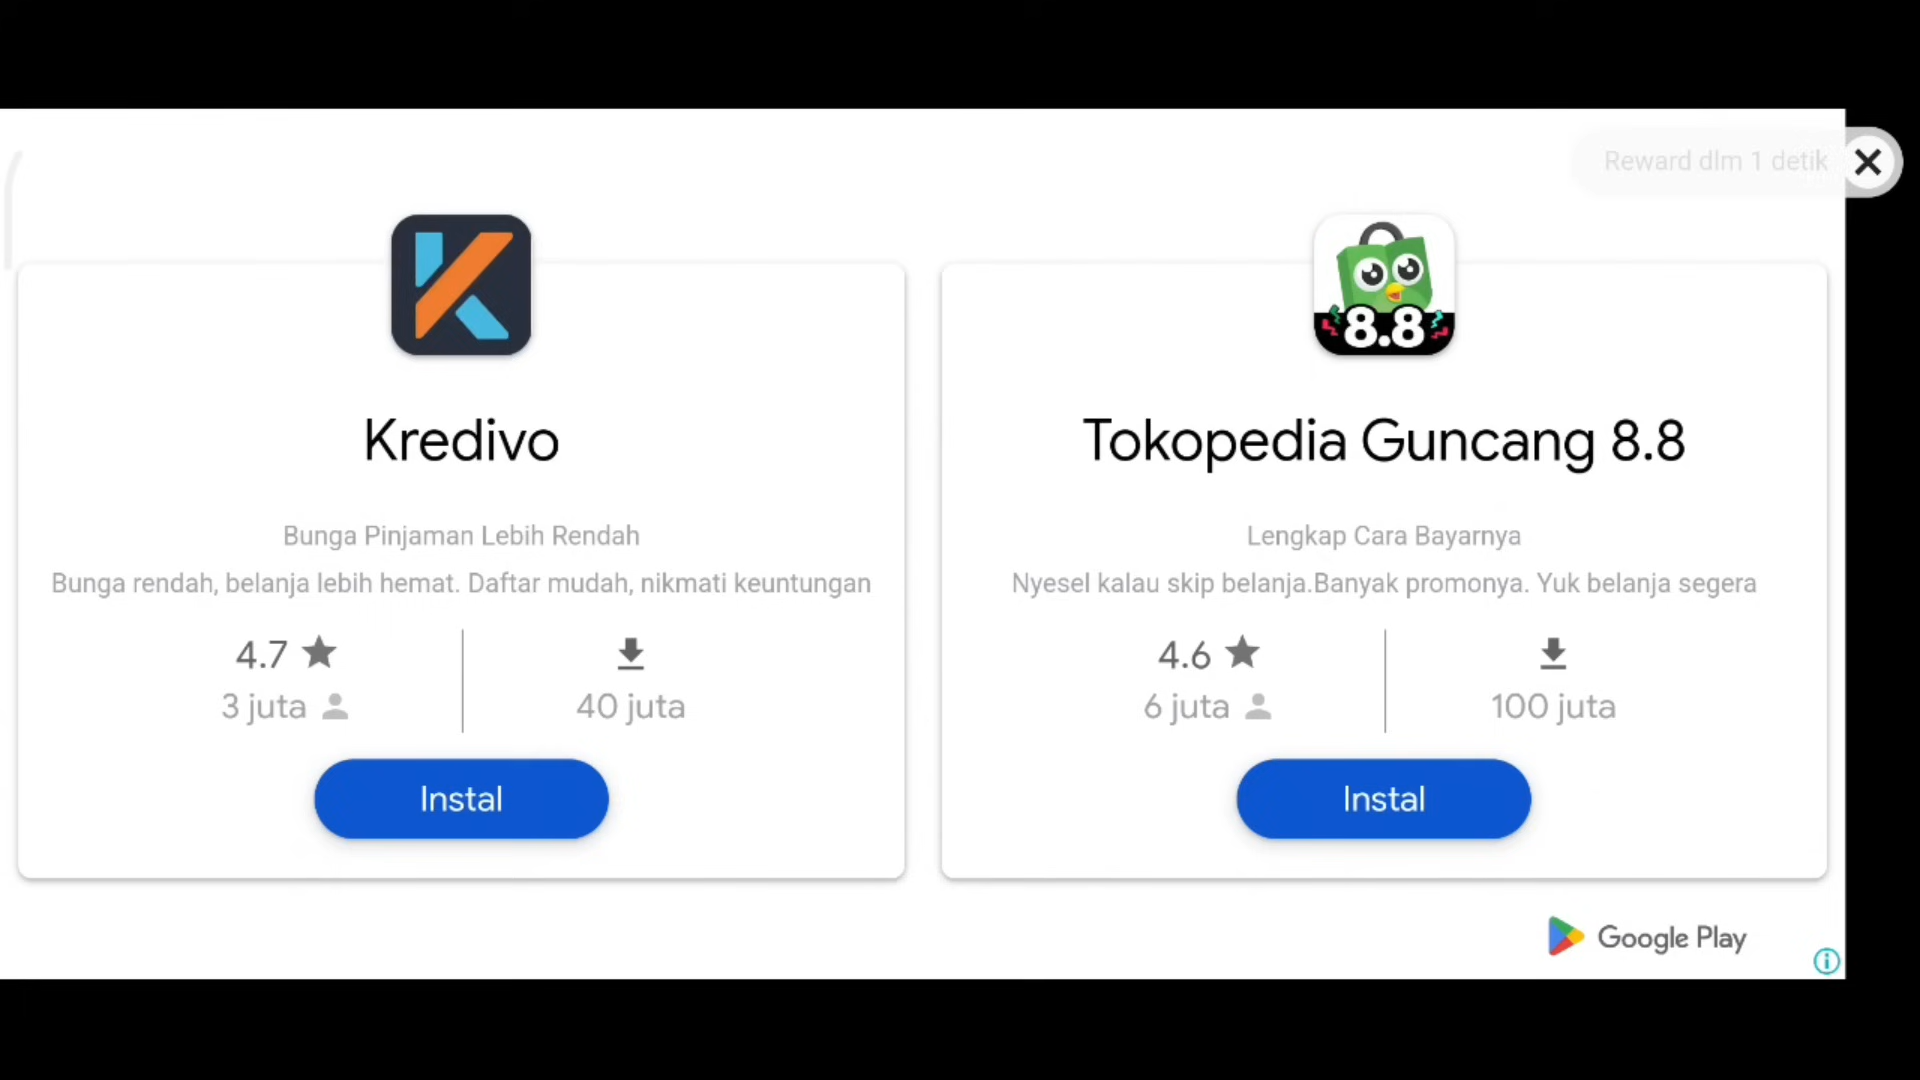 Reward dlm 1 detik
8.8
Kredivo
Bunga Pinjaman Lebih Rendah
Bunga rendah, belanja lebih hemat. Daftar mudah, nikmati keuntungan
4.7
3 juta
40 juta
Instal
Tokopedia Guncang 8.8
Lengkap Cara Bayarnya
Nyesel kalau skip belanja.Banyak promonya. Yuk belanja segera
4.6
6 juta
100 juta
Instal
Google Play